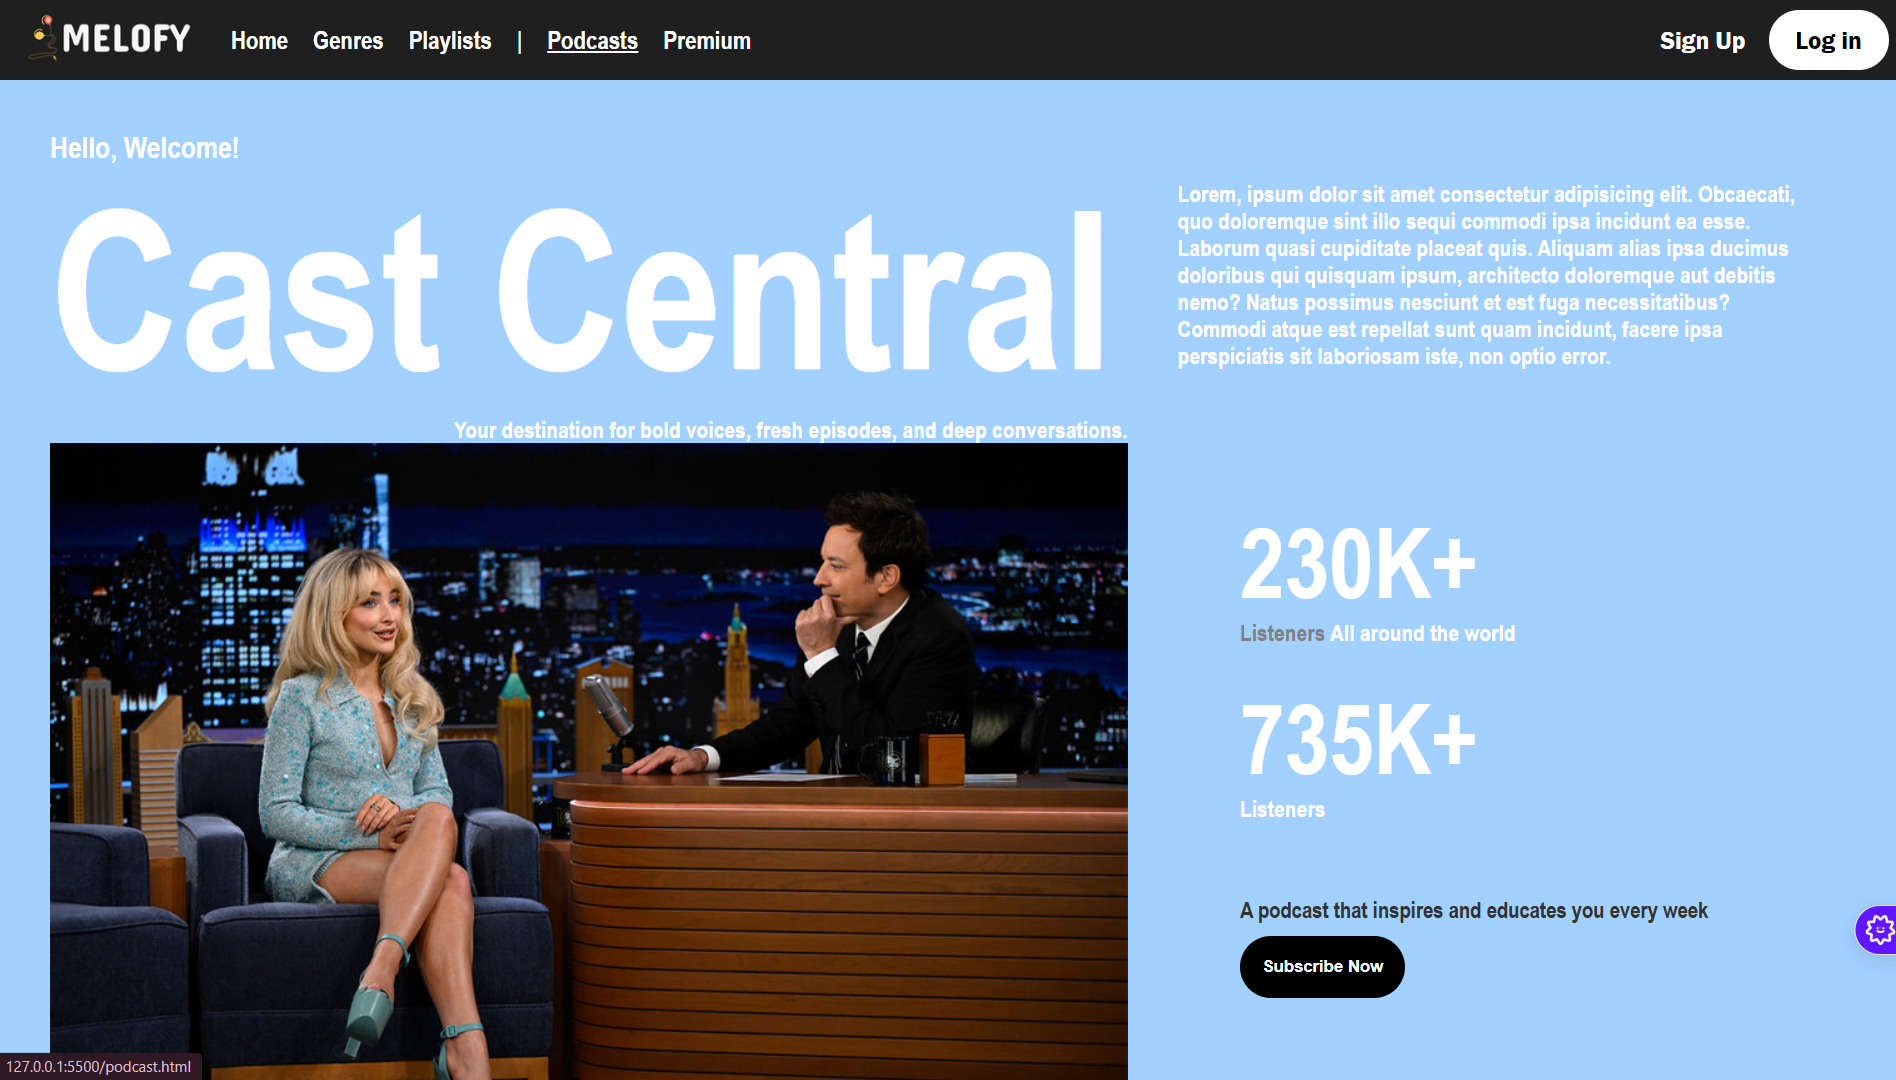 MELOFY
Home Genres Playlists | Podcasts Premium
Sign Up Log in
Hello, Welcome!
Cast Central
Your destination for bold voices, fresh episodes, and deep conversations.
Lorem, ipsum dolor sit amet consectetur adipisicing elit. Obcaecati,
quo doloremque sint illo sequi commodi ipsa incidunt ea esse.
Laborum quasi cupiditate placeat quis. Aliquam alias ipsa ducimus
doloribus qui quisquam ipsum, architecto doloremque aut debitis
nemo? Natus possimus nesciunt et est fuga necessitatibus?
Commodi atque est repellat sunt quam incidunt, facere ipsa
perspiciatis sit laboriosam iste, non optio error.
230K+
Listeners All around the world
735K+
Listeners
A podcast that inspires and educates you every week
Subscribe Now
127.0.0.1:5500/podcast.html